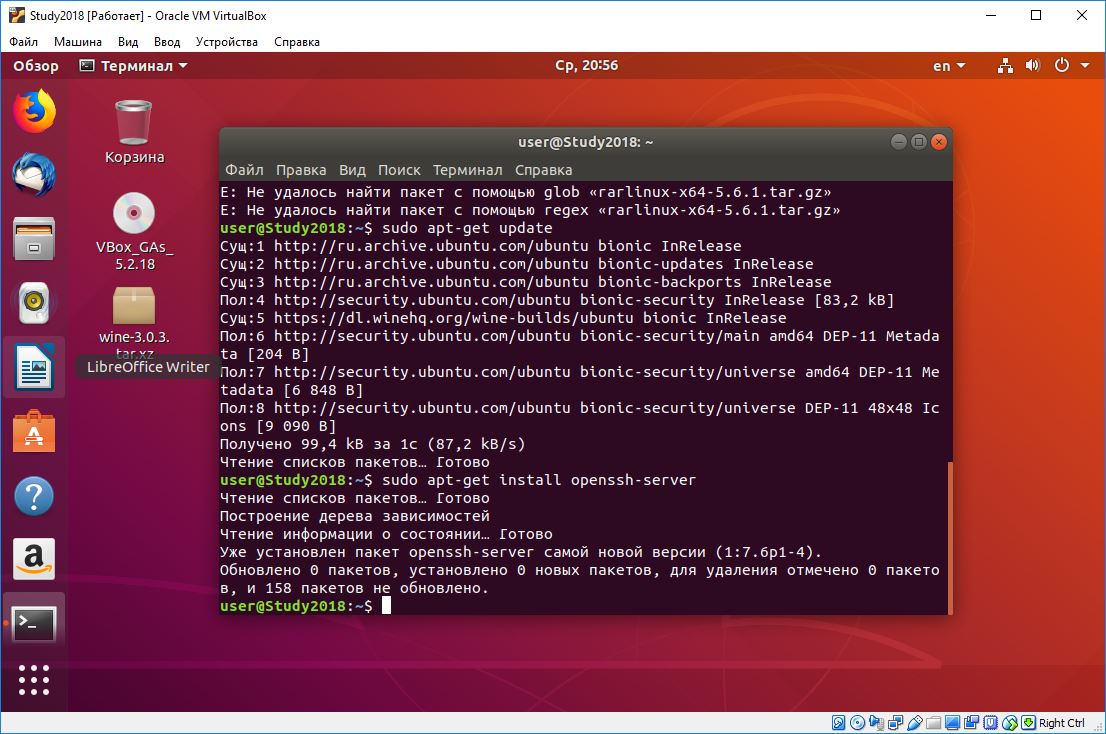 Study2018 [Работает] - Oracle VM VirtualBox
Файл Машина Вид Ввод Устройства Справка
Обзор Терминал Ср, 20:56 en
Корзина
VBox_GAs_
5.2.18
wine-3.0.3.
tar.xz
LibreOffice Writer
user@Study2018: ~
Файл Правка Вид Поиск Терминал Справка
E: Не удалось найти пакет с помощью glob «rarlinux-x64-5.6.1.tar.gz»
E: Не удалось найти пакет с помощью regex «rarlinux-x64-5.6.1.tar.gz»
user@Study2018:~$ sudo apt-get update
Сущ:1 http://ru.archive.ubuntu.com/ubuntu bionic InRelease
Сущ:2 http://ru.archive.ubuntu.com/ubuntu bionic-updates InRelease
Сущ:3 http://ru.archive.ubuntu.com/ubuntu bionic-backports InRelease
Пол:4 http://security.ubuntu.com/ubuntu bionic-security InRelease [83,2 kB]
Сущ:5 https://dl.winehq.org/wine-builds/ubuntu bionic InRelease
Пол:6 http://security.ubuntu.com/ubuntu bionic-security/main amd64 DEP-11 Metada
ta [204 B]
Пол:7 http://security.ubuntu.com/ubuntu bionic-security/universe amd64 DEP-11 Me
tadata [6 848 B]
Пол:8 http://security.ubuntu.com/ubuntu bionic-security/universe DEP-11 48x48 Ic
ons [9 090 B]
Получено 99,4 kB за 1с (87,2 kB/s)
Чтение списков пакетов… Готово
user@Study2018:~$ sudo apt-get install openssh-server
Чтение списков пакетов… Готово
Построение дерева зависимостей
Чтение информации о состоянии… Готово
Уже установлен пакет openssh-server самой новой версии (1:7.6p1-4).
Обновлено 0 пакетов, установлено 0 новых пакетов, для удаления отмечено 0 пакето
в, и 158 пакетов не обновлено.
user@Study2018:~$
Right Ctrl